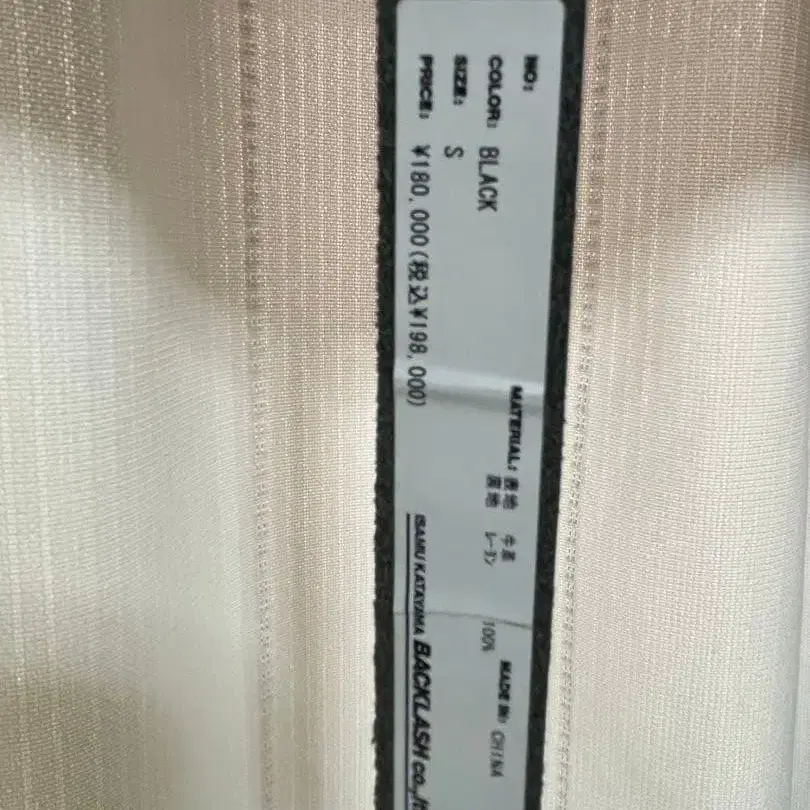 NO:
COLOR: BLACK
SIZE: S
PRICE: ¥180,000(税込¥198,000)
MATERIAL: 表地 牛革
裏地 レーヨン 100%
MADE IN: CHINA
ISAMU KATAYAMA BACKLASH co.,